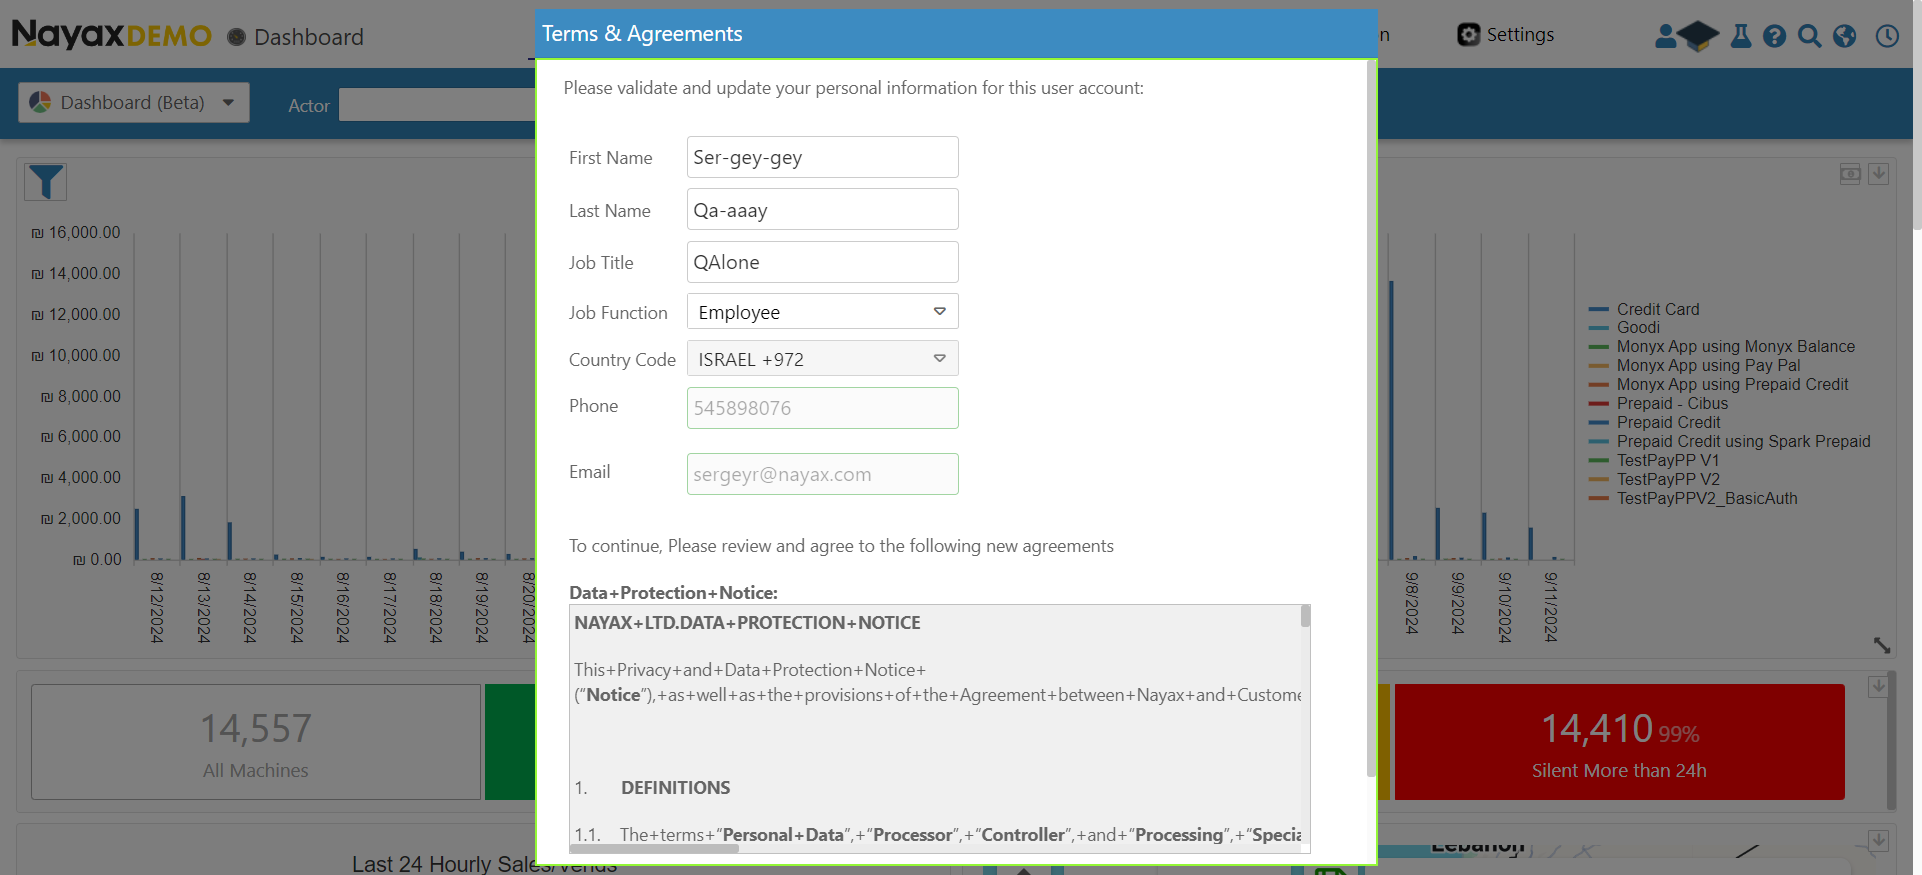 NayaxDEMO
Dashboard
n
Settings
Dashboard (Beta)
Actor
Terms & Agreements
Please validate and update your personal information for this user account:
First Name
Ser-gey-gey
Last Name
Qa-aaay
Job Title
QAlone
Job Function
Employee
Country Code
ISRAEL +972
Phone
545898076
Email
sergeyr@nayax.com
To continue, Please review and agree to the following new agreements
Data+Protection+Notice:
NAYAX+LTD.DATA+PROTECTION+NOTICE
This+Privacy+and+Data+Protection+Notice+
(“Notice”),+as+well+as+the+provisions+of+the+Agreement+between+Nayax+and+Custome
1. DEFINITIONS
1.1. The+terms+“Personal+Data”,+“Processor”,+“Controller”,+and+“Processing”,+“Specia
₪ 16,000.00
₪ 14,000.00
₪ 12,000.00
₪ 10,000.00
₪ 8,000.00
₪ 6,000.00
₪ 4,000.00
₪ 2,000.00
₪ 0.00
8/12/2024
8/13/2024
8/14/2024
8/15/2024
8/16/2024
8/17/2024
8/18/2024
8/19/2024
8/20/2024
9/8/2024
9/9/2024
9/10/2024
9/11/2024
Credit Card
Goodi
Monyx App using Monyx Balance
Monyx App using Pay Pal
Monyx App using Prepaid Credit
Prepaid - Cibus
Prepaid Credit
Prepaid Credit using Spark Prepaid
TestPayPP V1
TestPayPP V2
TestPayPPV2_BasicAuth
14,557
All Machines
14,410 99%
Silent More than 24h
Last 24 Hourly Sales/Vends
Lebanon